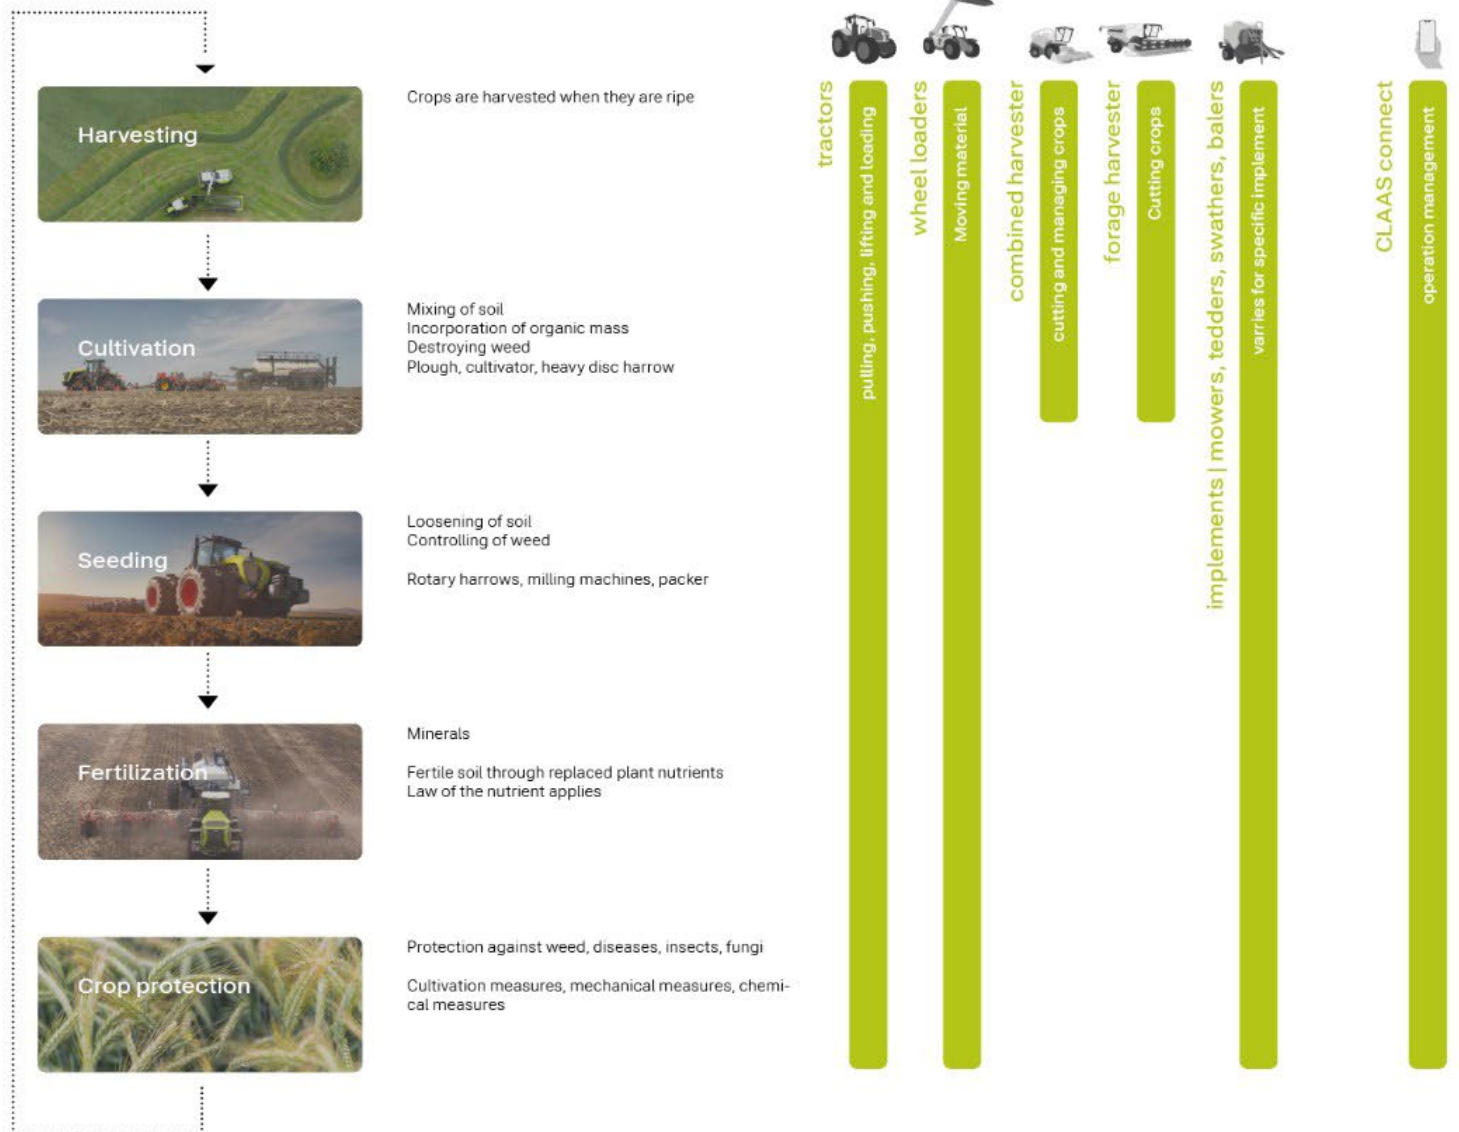 Harvesting
Crops are harvested when they are ripe
Cultivation
Mixing of soil
Incorporation of organic mass
Destroying weed
Plough, cultivator, heavy disc harrow
Seeding
Loosening of soil
Controlling of weed
Rotary harrows, milling machines, packer
Fertilization
Minerals
Fertile soil through replaced plant nutrients
Law of the nutrient applies
Crop protection
Protection against weed, diseases, insects, fungi
Cultivation measures, mechanical measures, chemi-
cal measures
tractors
pulling, pushing, lifting and loading
wheel loaders
Moving material
combined harvester
cutting and managing crops
forage harvester
Cutting crops
implements | mowers, tedders, swathers, balers
varries for specific implement
CLAAS connect
operation management